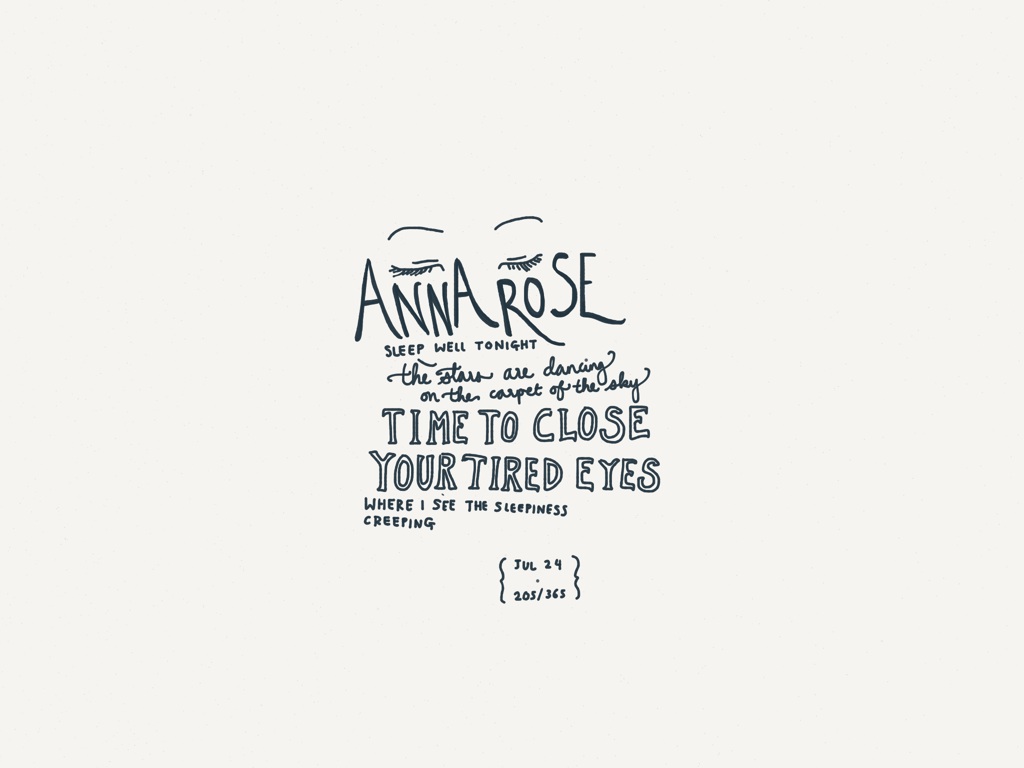 ANNA ROSE
SLEEP WELL TONIGHT
the stars are dancing
on the carpet of the sky
TIME TO CLOSE
YOUR TIRED EYES
WHERE I SEE THE SLEEPINESS
CREEPING
{ JUL 24 }
205/365